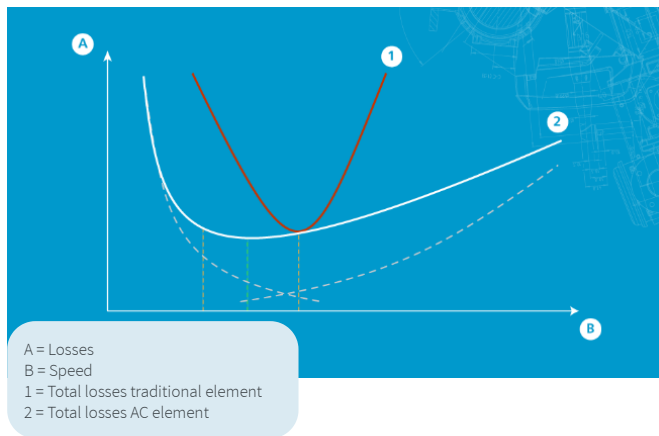 A
1
2
B
A = Losses
B = Speed
1 = Total losses traditional element
2 = Total losses AC element